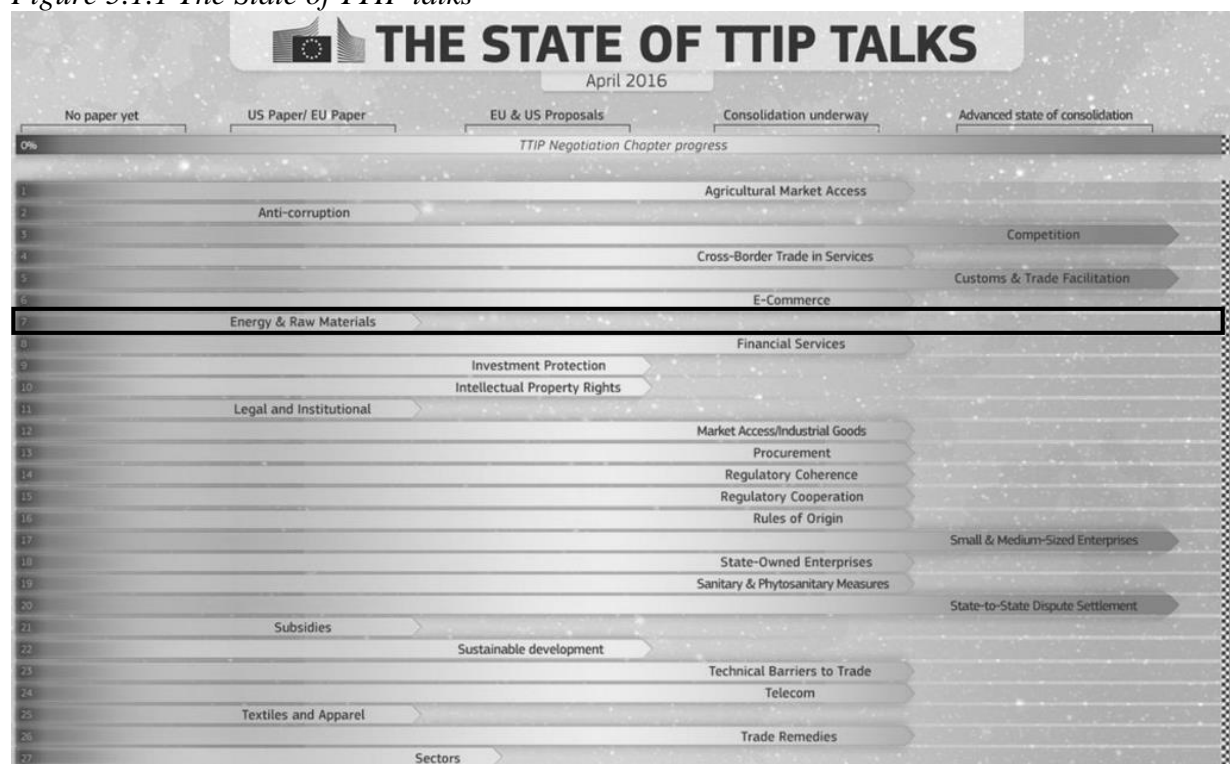 Figure 3.1.1 The State of TTIP talks
THE STATE OF TTIP TALKS
April 2016
No paper yet US Paper/ EU Paper EU & US Proposals Consolidation underway Advanced state of consolidation
0% TTIP Negotiation Chapter progress
1 Agricultural Market Access
2 Anti-corruption
3 Competition
4 Cross-Border Trade in Services
5 Customs & Trade Facilitation
6 E-Commerce
7 Energy & Raw Materials
8 Financial Services
9 Investment Protection
10 Intellectual Property Rights
11 Legal and Institutional
12 Market Access/Industrial Goods
13 Procurement
14 Regulatory Coherence
15 Regulatory Cooperation
16 Rules of Origin
17 Small & Medium-Sized Enterprises
18 State-Owned Enterprises
19 Sanitary & Phytosanitary Measures
20 State-to-State Dispute Settlement
21 Subsidies
22 Sustainable development
23 Technical Barriers to Trade
24 Telecom
25 Textiles and Apparel
26 Trade Remedies
27 Sectors